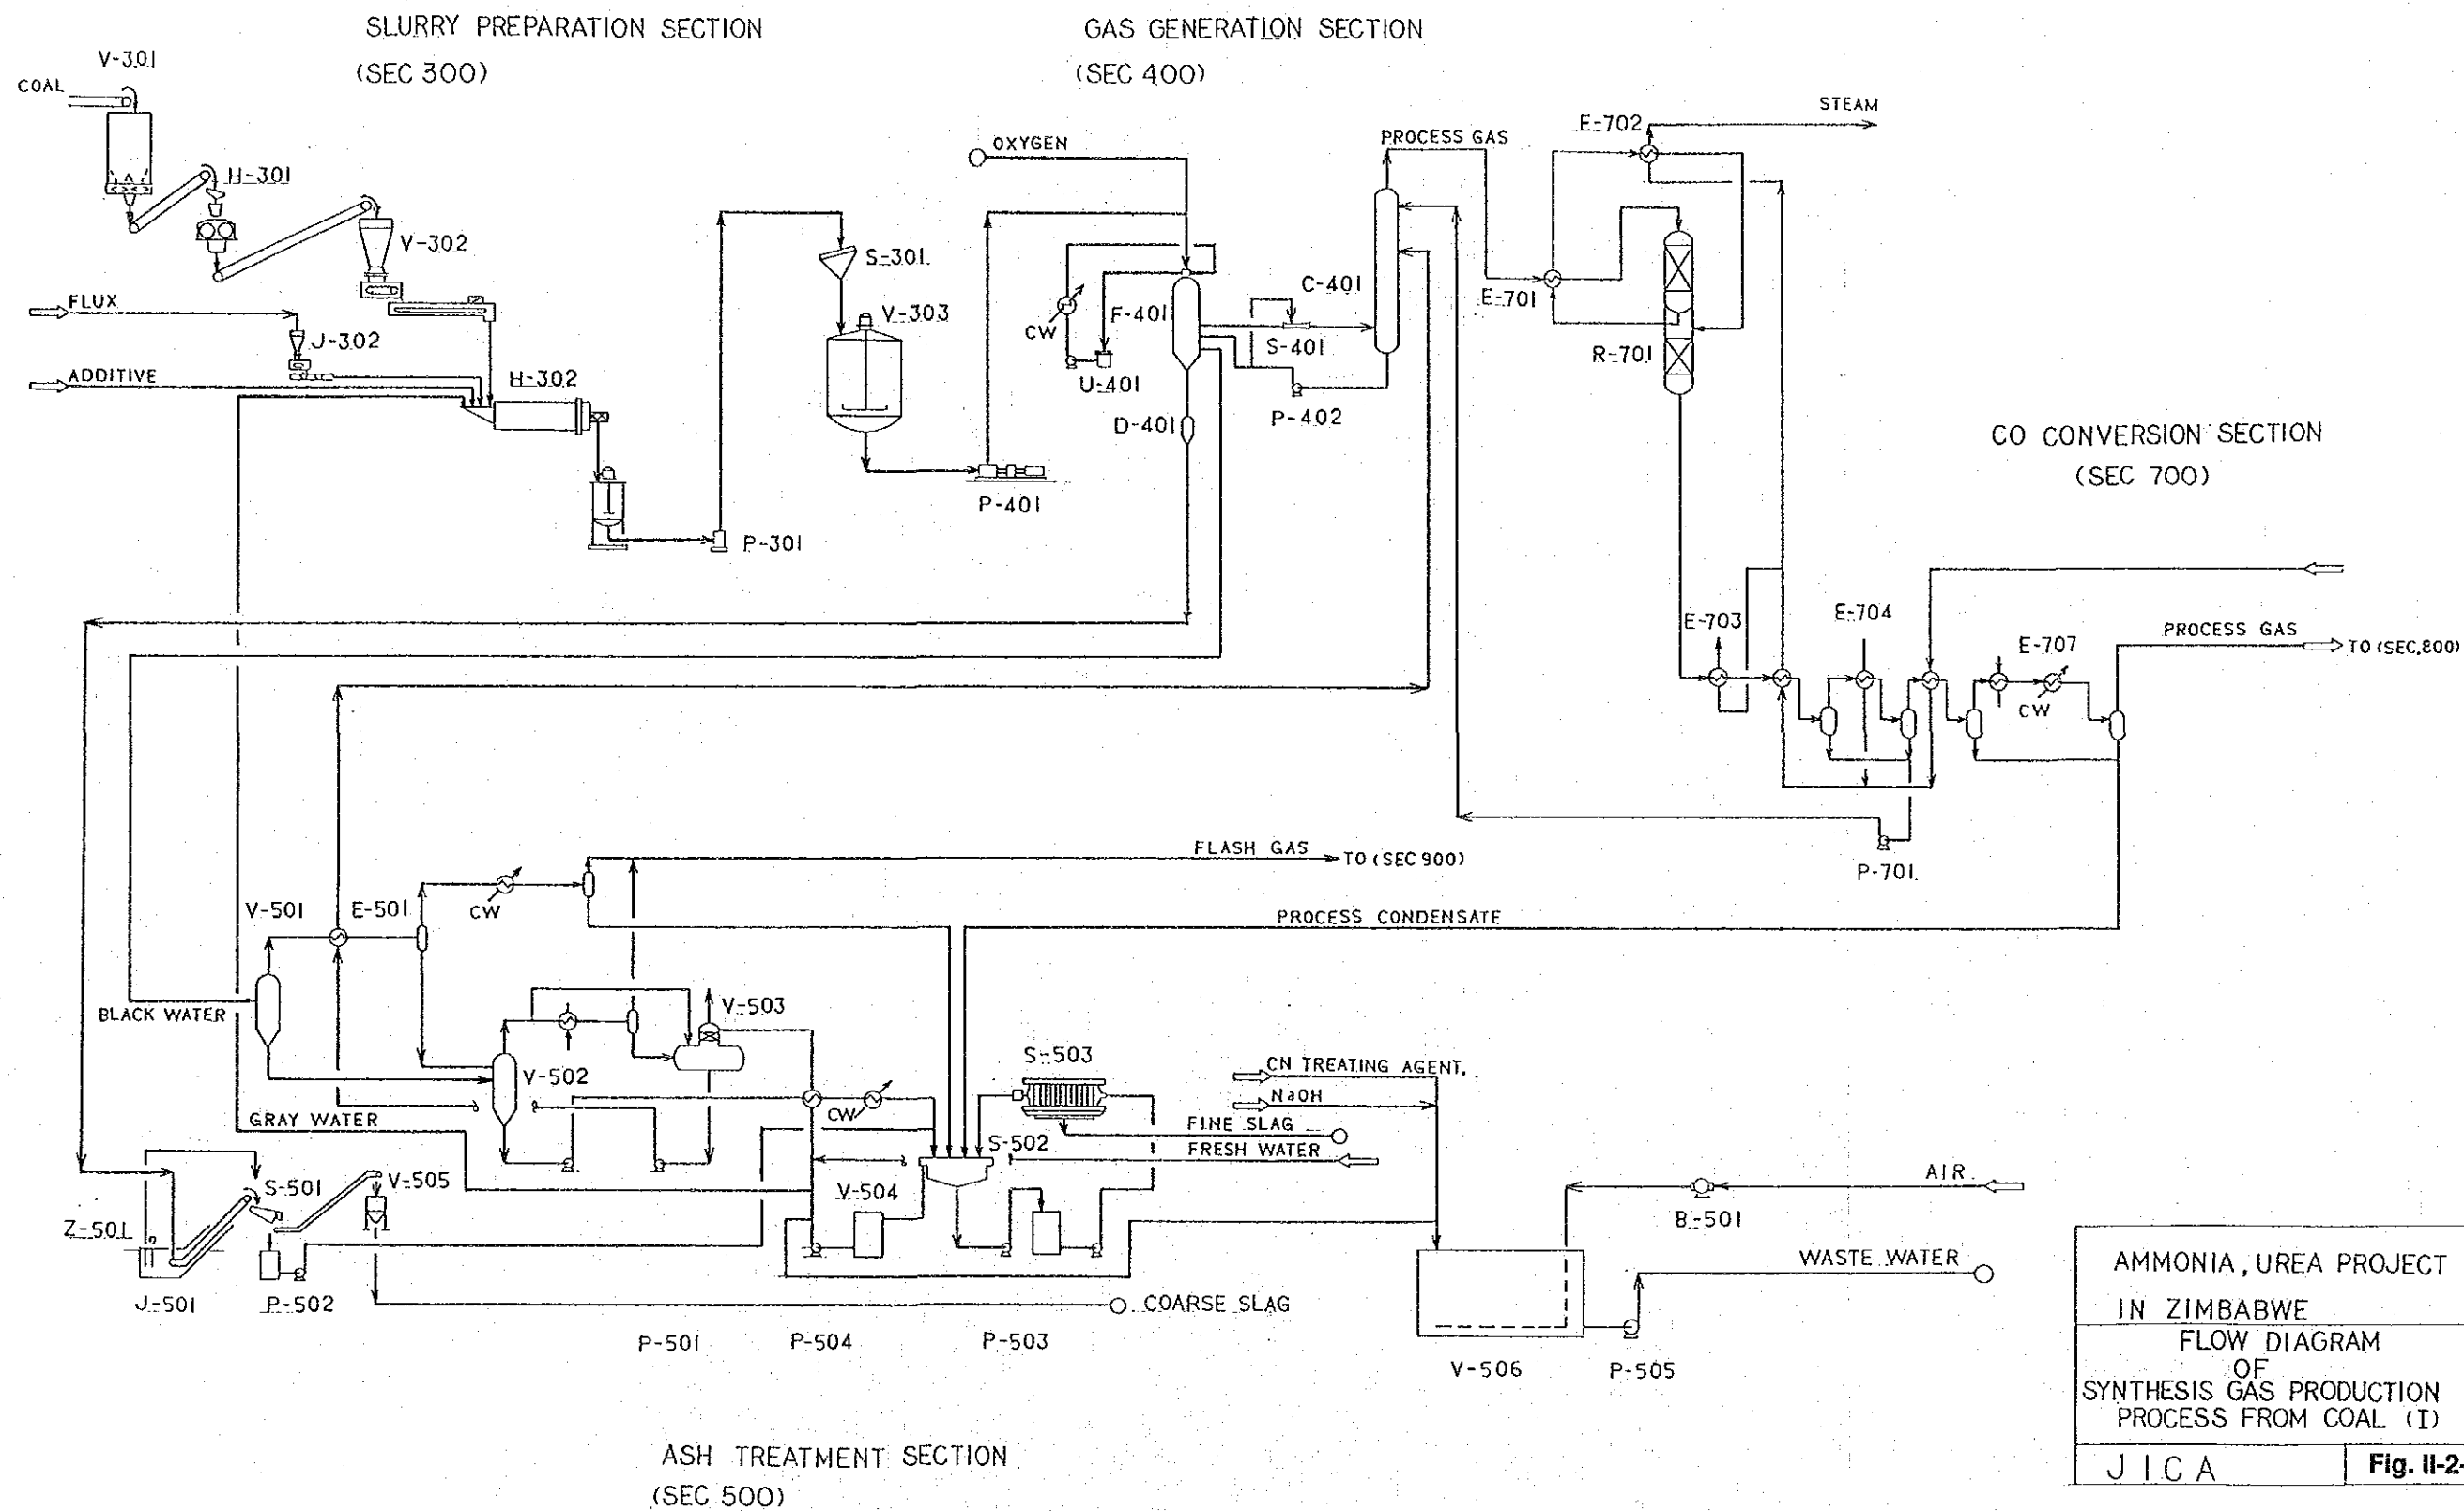 SLURRY PREPARATION SECTION
(SEC 300)
GAS GENERATION SECTION
(SEC 400)
V-301
COAL
H-301
V-302
FLUX
J-302
ADDITIVE
H-302
P-301
S-301.
V-303
P-401
OXYGEN
CW
U-401
F-401
D-401
S-401
C-401
P-402
PROCESS GAS
E-701
E-702
STEAM
R-701
CO CONVERSION SECTION
(SEC 700)
E-703
E-704
E-707
CW
PROCESS GAS
TO (SEC.800)
P-701.
FLASH GAS
TO (SEC 900)
PROCESS CONDENSATE
V-501
E-501
CW
BLACK WATER
V-502
V-503
GRAY WATER
CW
S-503
CN TREATING AGENT.
NaOH
FINE SLAG
S-502
FRESH WATER
V-504
S-501
V-505
Z-501
J-501
P-502
COARSE SLAG
P-501
P-504
P-503
AIR.
B-501
WASTE WATER
V-506
P-505
ASH TREATMENT SECTION
(SEC 500)
AMMONIA, UREA PROJECT
IN ZIMBABWE
FLOW DIAGRAM
OF
SYNTHESIS GAS PRODUCTION
PROCESS FROM COAL (I)
JICA
Fig. II-2-